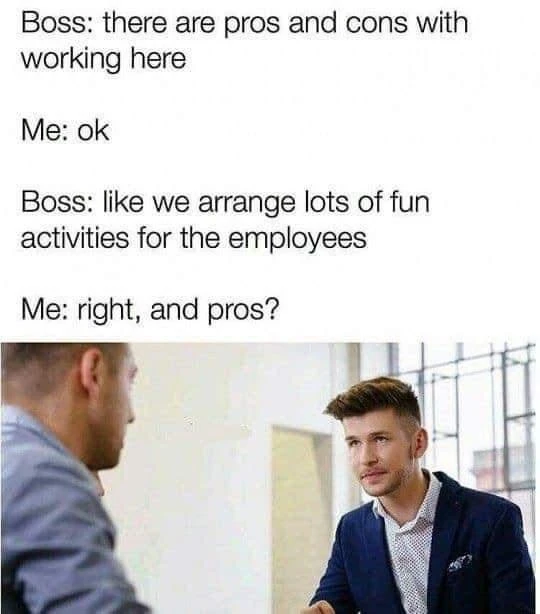 Boss: there are pros and cons with
working here
Me: ok
Boss: like we arrange lots of fun
activities for the employees
Me: right, and pros?